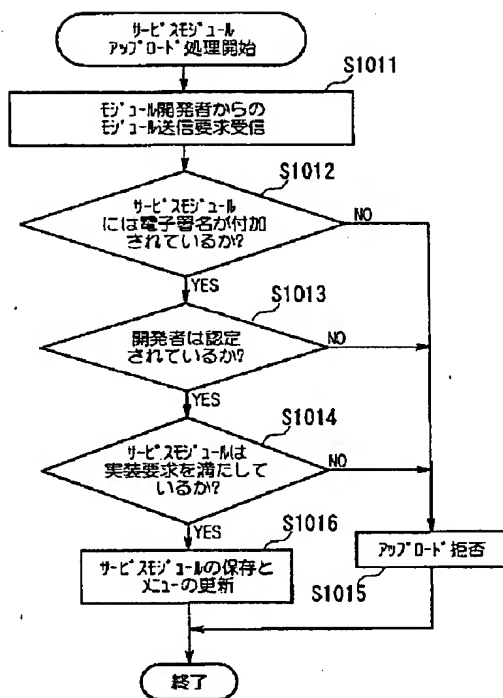 サービスモジュール
アップロード処理開始
S1011
モジュール開発者からの
モジュール送信要求受信
S1012
サービスモジュール
には電子署名が付加
されているか?
NO
YES
S1013
開発者は認定
されているか?
NO
YES
S1014
サービスモジュールは
実装要求を満たして
いるか?
NO
YES
S1016
サービスモジュールの保存と
メニューの更新
アップロード拒否
S1015
終了